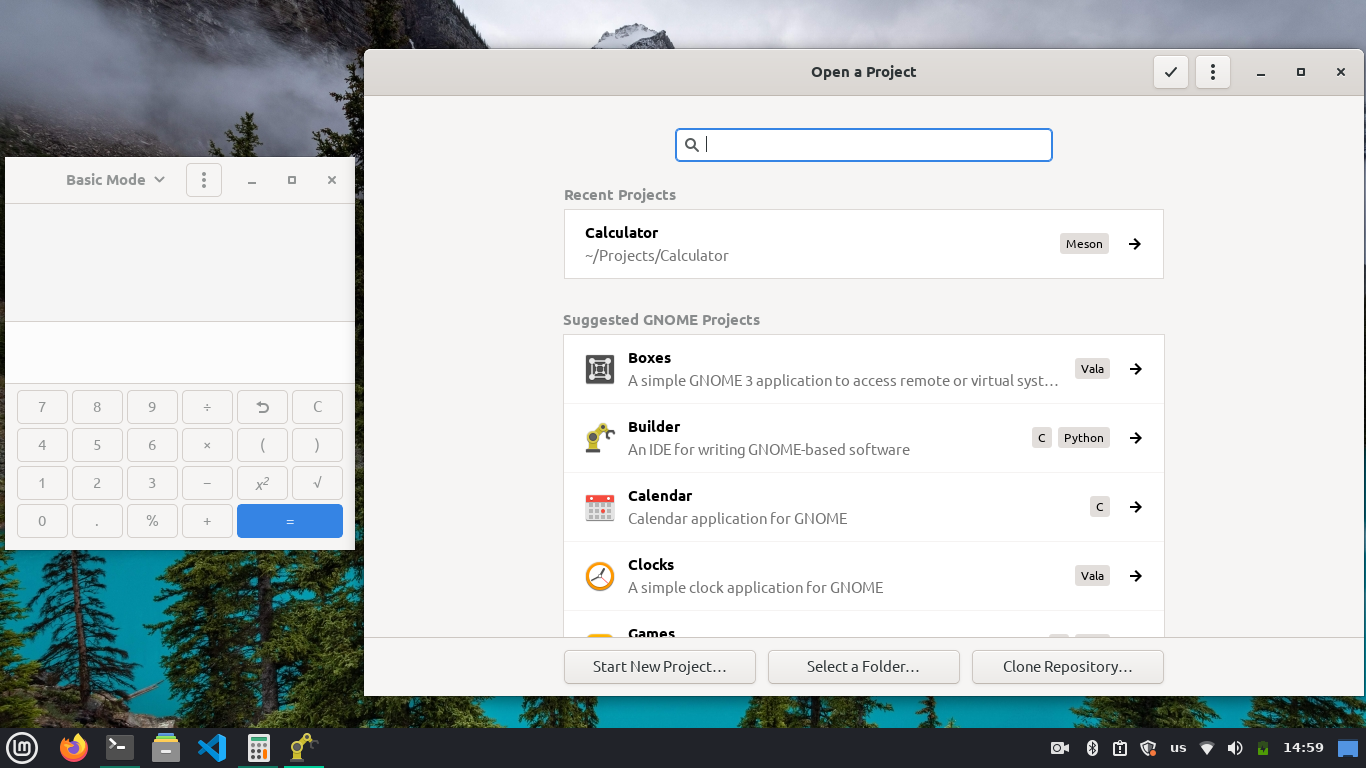 Open a Project
Basic Mode
7 8 9 ÷ C
4 5 6 × ( )
1 2 3 − x² √
0 . % + =
Recent Projects
Calculator
~/Projects/Calculator
Meson
Suggested GNOME Projects
Boxes
A simple GNOME 3 application to access remote or virtual syst…
Vala
Builder
An IDE for writing GNOME-based software
C Python
Calendar
Calendar application for GNOME
C
Clocks
A simple clock application for GNOME
Vala
Games
Start New Project… Select a Folder… Clone Repository…
us 14:59